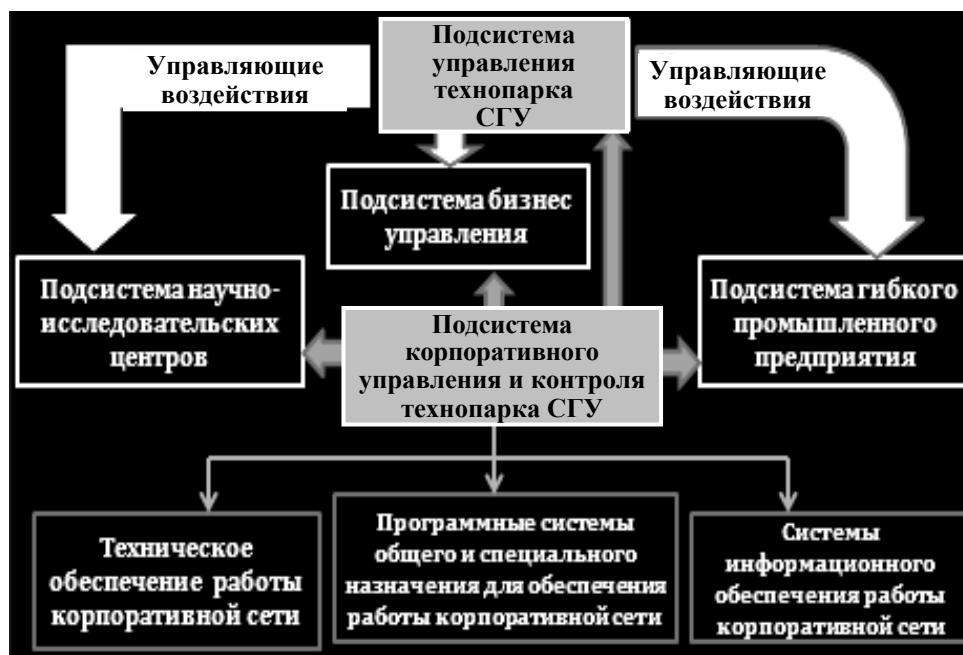 Подсистема
управления
технопарка
СГУ
Управляющие
воздействия
Управляющие
воздействия
Подсистема бизнес
управления
Подсистема научно-
исследовательских
центров
Подсистема
корпоративного
управления и контроля
технопарка СГУ
Подсистема гибкого
промышленного
предприятия
Техническое
обеспечение работы
корпоративной сети
Программные системы
общего и специального
назначения для обеспечения
работы корпоративной сети
Системы
информационного
обеспечения работы
корпоративной сети